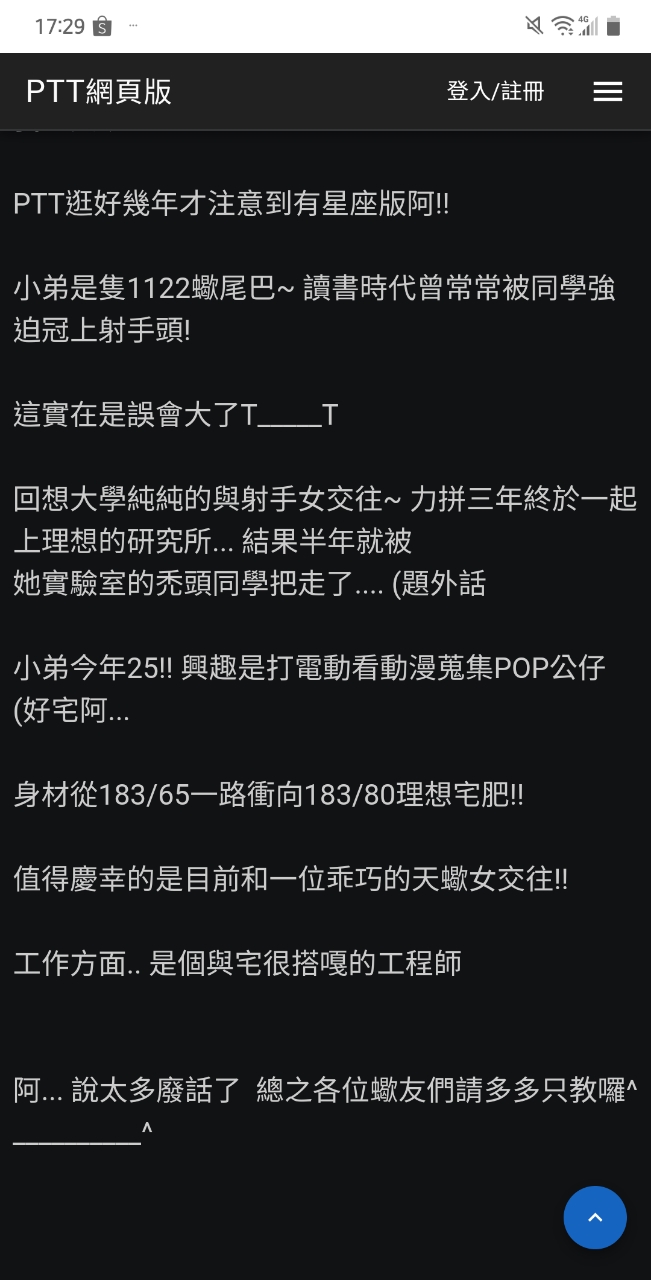 17:29
4G
PTT網頁版
登入/註冊
PTT逛好幾年才注意到有星座版阿!!
小弟是隻1122蠍尾巴~ 讀書時代曾常常被同學強
迫冠上射手頭!
這實在是誤會大了T_____T
回想大學純純的與射手女交往~ 力拼三年終於一起
上理想的研究所... 結果半年就被
她實驗室的禿頭同學把走了.... (題外話
小弟今年25!! 興趣是打電動看動漫蒐集POP公仔
(好宅阿...
身材從183/65一路衝向183/80理想宅肥!!
值得慶幸的是目前和一位乖巧的天蠍女交往!!
工作方面.. 是個與宅很搭嘎的工程師
阿... 說太多廢話了  總之各位蠍友們請多多只教囉^
__________^